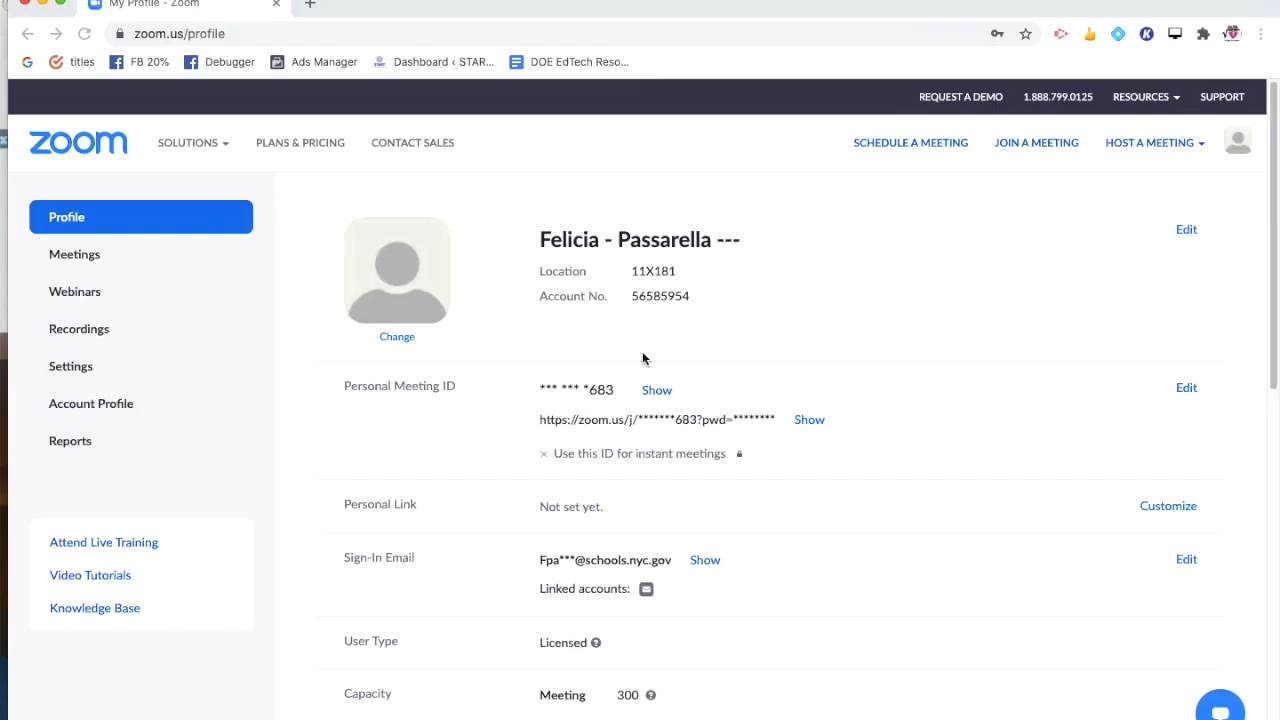 My Profile - Zoom
zoom.us/profile
titles
FB 20%
Debugger
Ads Manager
Dashboard ‹ STAR...
DOE EdTech Reso...
REQUEST A DEMO
1.888.799.0125
RESOURCES
SUPPORT
zoom
SOLUTIONS
PLANS & PRICING
CONTACT SALES
SCHEDULE A MEETING
JOIN A MEETING
HOST A MEETING
Profile
Meetings
Webinars
Recordings
Settings
Account Profile
Reports
Attend Live Training
Video Tutorials
Knowledge Base
Change
Felicia - Passarella ---
Edit
Location 11X181
Account No. 56585954
Personal Meeting ID
*** *** *683 Show
Edit
https://zoom.us/j/*******683?pwd=******** Show
× Use this ID for instant meetings
Personal Link
Not set yet.
Customize
Sign-In Email
Fpa***@schools.nyc.gov Show
Edit
Linked accounts:
User Type
Licensed
Capacity
Meeting 300